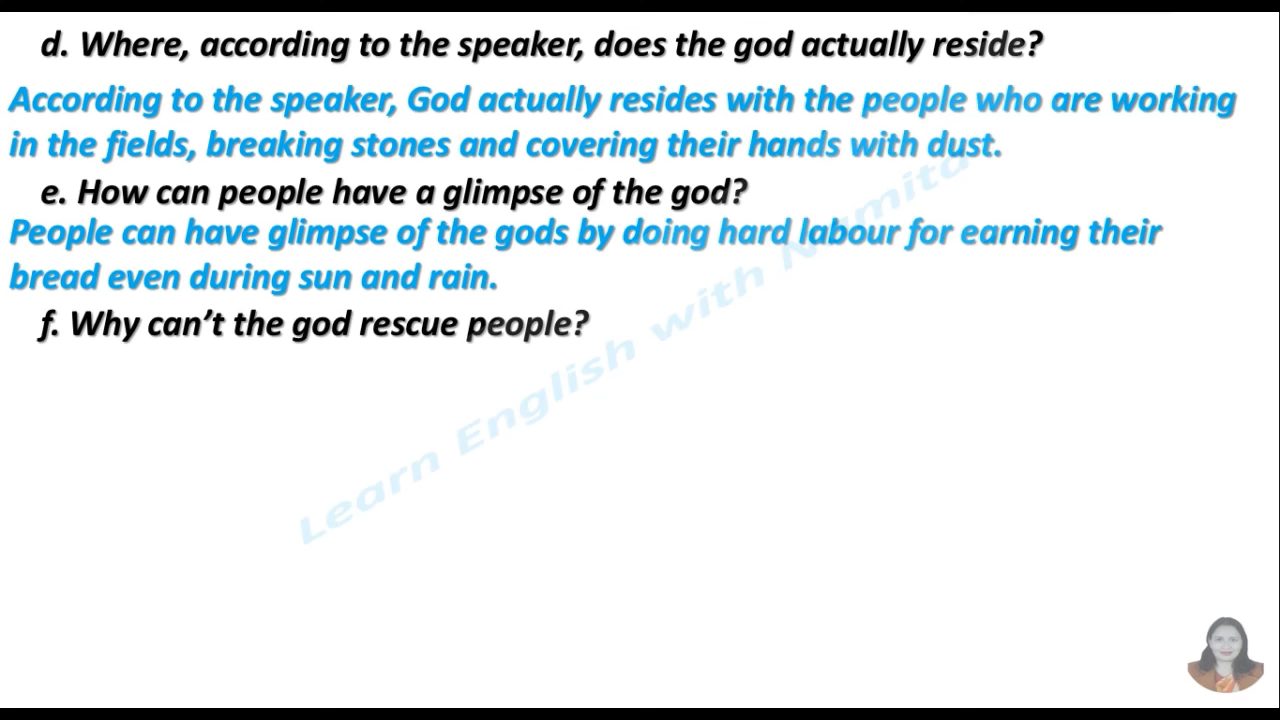 d. Where, according to the speaker, does the god actually reside?
According to the speaker, God actually resides with the people who are working
in the fields, breaking stones and covering their hands with dust.
e. How can people have a glimpse of the god?
People can have glimpse of the gods by doing hard labour for earning their
bread even during sun and rain.
f. Why can’t the god rescue people?
Learn English with Namita